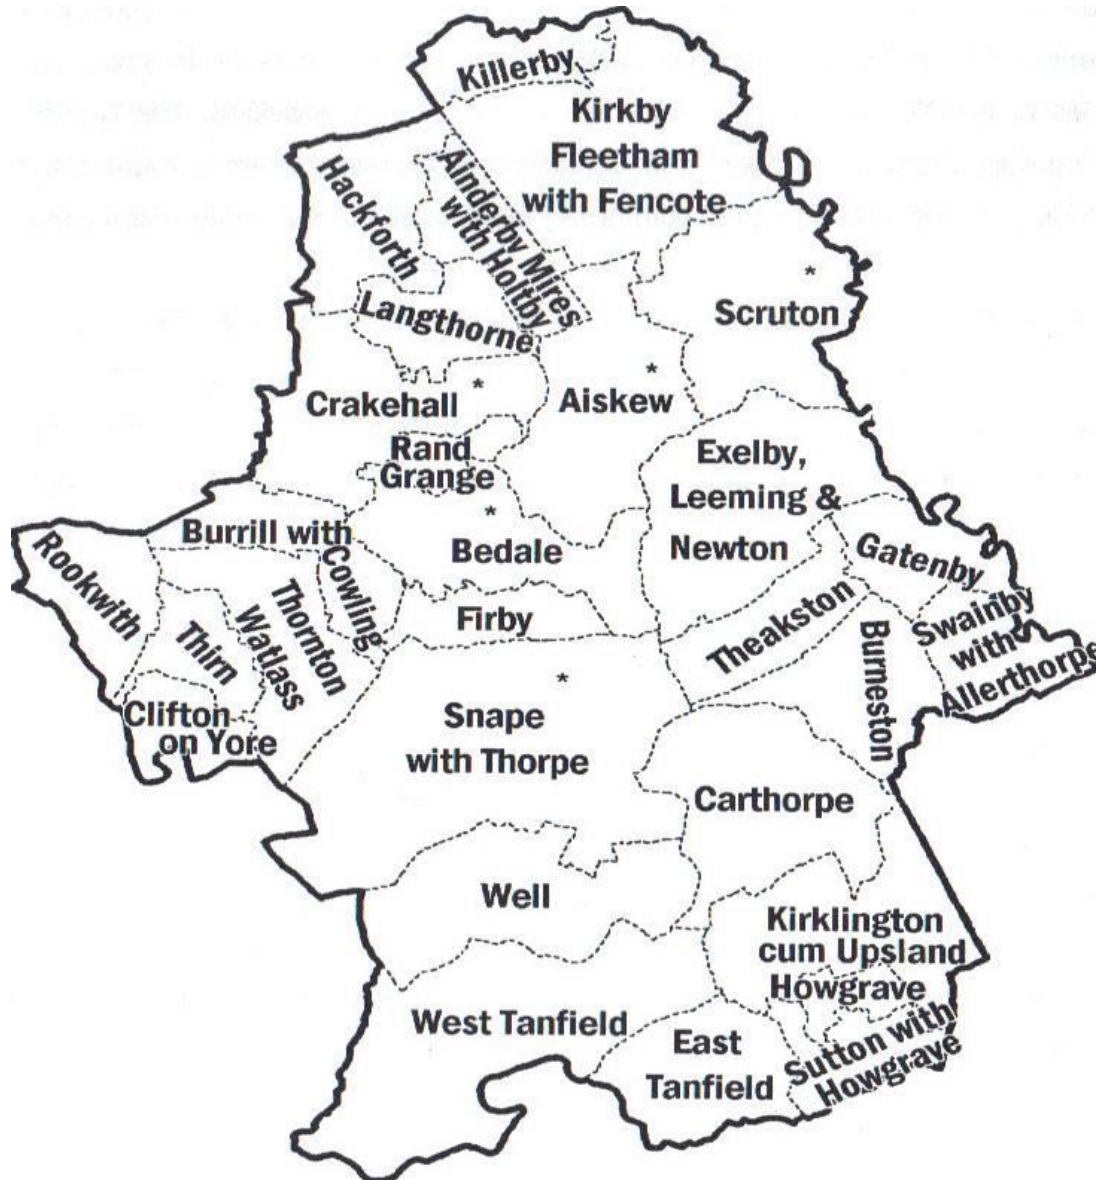 Killerby
Kirkby
Fleetham
with Fencote
Hackforth
Ainderby Mires
with Holtby
Langthorne
*
Scruton
*
Crakehall
*
Aiskew
Rand
Grange
Exelby,
Leeming &
Newton
*
Bedale
Burrill with
Cowling
Gatenby
Rookwith
Thirn
Thornton
Watlass
Firby
Theakston
Swainby
with
Allerthorpe
Burneston
Clifton
on Yore
*
Snape
with Thorpe
Carthorpe
Well
Kirklington
cum Upsland
Howgrave
West Tanfield
East
Tanfield
Sutton with
Howgrave